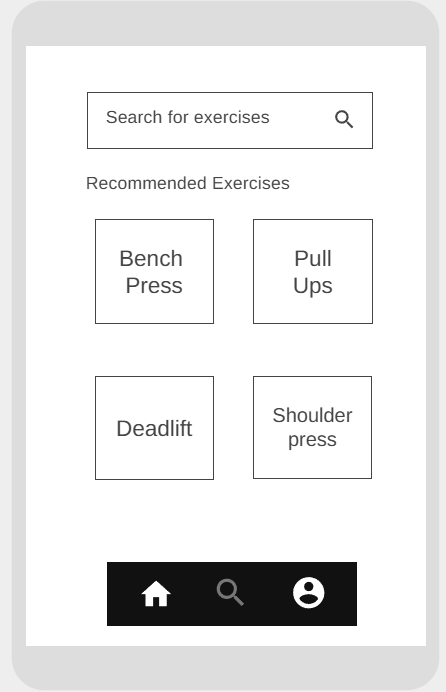 Search for exercises
Recommended Exercises
Bench
Press
Pull
Ups
Deadlift
Shoulder
press